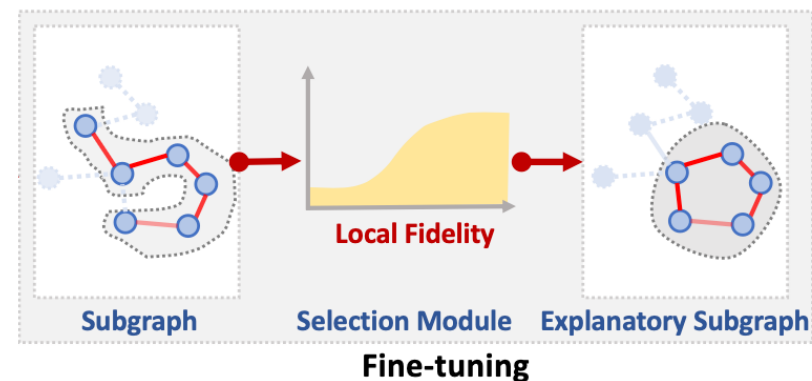 Local Fidelity
Subgraph
Selection Module
Explanatory Subgraph
Fine-tuning